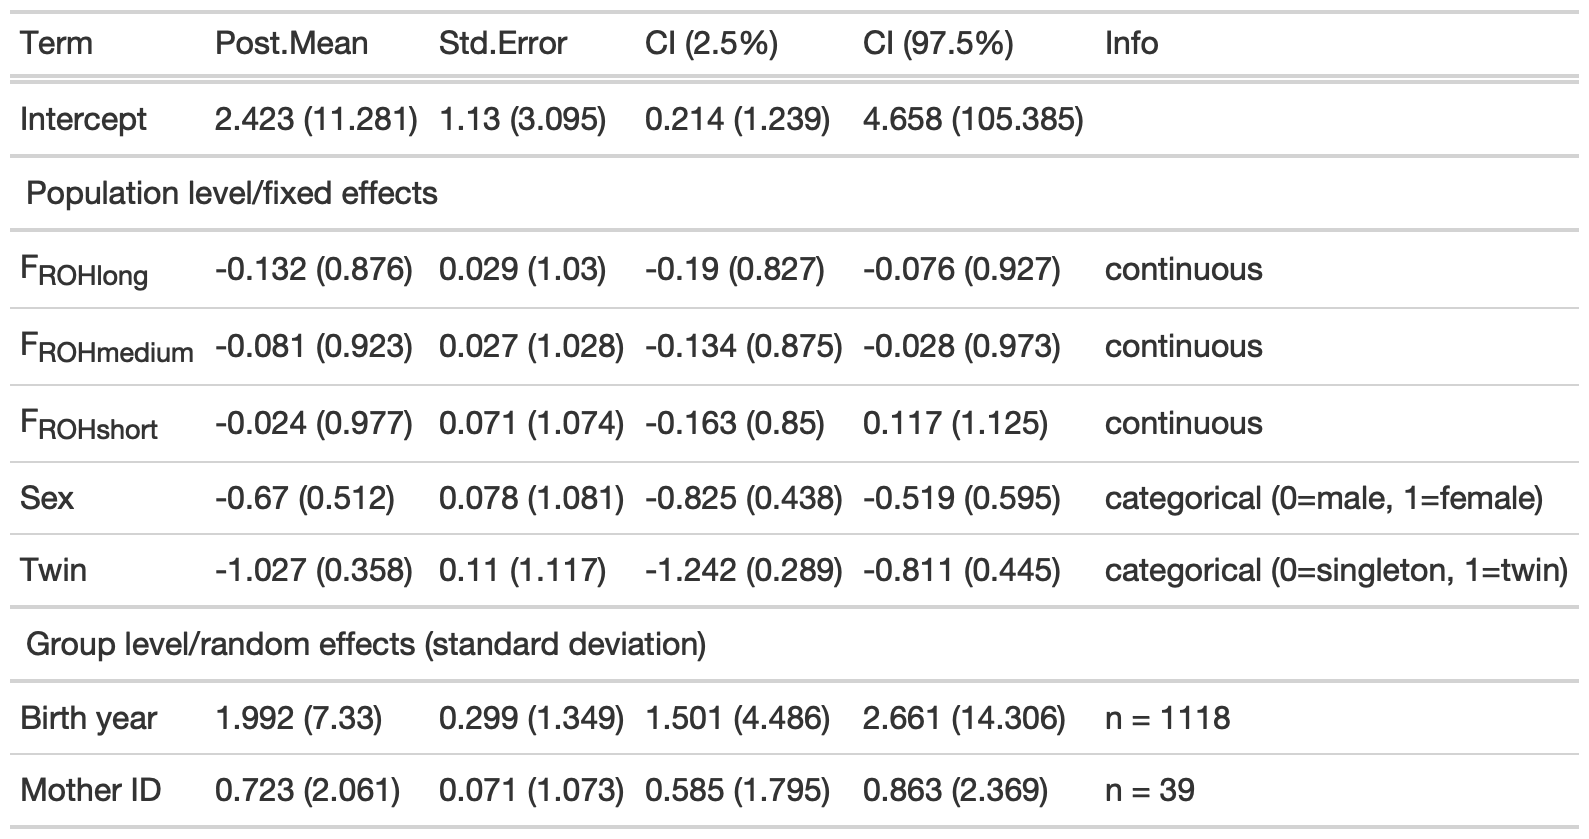 Term Post.Mean Std.Error CI (2.5%) CI (97.5%) Info
Intercept 2.423 (11.281) 1.13 (3.095) 0.214 (1.239) 4.658 (105.385)
Population level/fixed effects
FROHlong -0.132 (0.876) 0.029 (1.03) -0.19 (0.827) -0.076 (0.927) continuous
FROHmedium -0.081 (0.923) 0.027 (1.028) -0.134 (0.875) -0.028 (0.973) continuous
FROHshort -0.024 (0.977) 0.071 (1.074) -0.163 (0.85) 0.117 (1.125) continuous
Sex -0.67 (0.512) 0.078 (1.081) -0.825 (0.438) -0.519 (0.595) categorical (0=male, 1=female)
Twin -1.027 (0.358) 0.11 (1.117) -1.242 (0.289) -0.811 (0.445) categorical (0=singleton, 1=twin)
Group level/random effects (standard deviation)
Birth year 1.992 (7.33) 0.299 (1.349) 1.501 (4.486) 2.661 (14.306) n = 1118
Mother ID 0.723 (2.061) 0.071 (1.073) 0.585 (1.795) 0.863 (2.369) n = 39